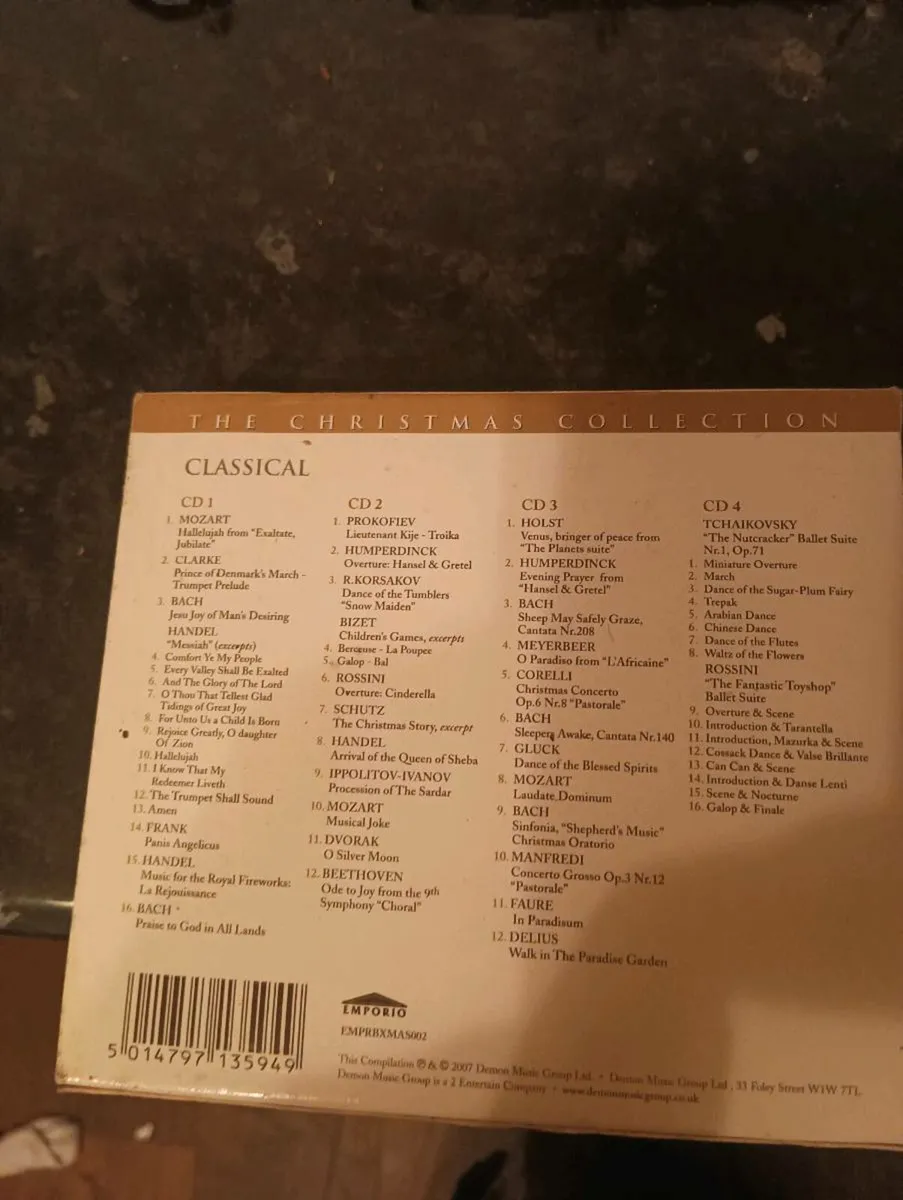 THE CHRISTMAS COLLECTION
CLASSICAL
CD 1
1. MOZART
Hallelujah from "Exaltate,
Jubilate"
2. CLARKE
Prince of Denmark's March -
Trumpet Prelude
3. BACH
Jesu Joy of Man's Desiring
HANDEL
"Messiah" (excerpts)
4. Comfort Ye My People
5. Every Valley Shall Be Exalted
6. And The Glory of The Lord
7. O Thou That Tellest Glad
Tidings of Great Joy
8. For Unto Us a Child Is Born
9. Rejoice Greatly, O daughter
Of Zion
10. Hallelujah
11. I Know That My
Redeemer Liveth
12. The Trumpet Shall Sound
13. Amen
14. FRANK
Panis Angelicus
15. HANDEL
Music for the Royal Fireworks:
La Rejouissance
16. BACH
Praise to God in All Lands
CD 2
1. PROKOFIEV
Lieutenant Kije - Troika
2. HUMPERDINCK
Overture: Hansel & Gretel
3. R.KORSAKOV
Dance of the Tumblers
"Snow Maiden"
BIZET
Children's Games, excerpts
4. Berceuse - La Poupee
5. Galop - Bal
6. ROSSINI
Overture: Cinderella
7. SCHUTZ
The Christmas Story, excerpt
8. HANDEL
Arrival of the Queen of Sheba
9. IPPOLITOV-IVANOV
Procession of The Sardar
10. MOZART
Musical Joke
11. DVORAK
O Silver Moon
12. BEETHOVEN
Ode to Joy from the 9th
Symphony "Choral"
CD 3
1. HOLST
Venus, bringer of peace from
"The Planets suite"
2. HUMPERDINCK
Evening Prayer from
"Hansel & Gretel"
3. BACH
Sheep May Safely Graze,
Cantata Nr.208
4. MEYERBEER
O Paradiso from "L'Africaine"
5. CORELLI
Christmas Concerto
Op.6 Nr.8 "Pastorale"
6. BACH
Sleepers Awake, Cantata Nr.140
7. GLUCK
Dance of the Blessed Spirits
8. MOZART
Laudate Dominum
9. BACH
Sinfonia, "Shepherd's Music"
Christmas Oratorio
10. MANFREDI
Concerto Grosso Op.3 Nr.12
"Pastorale"
11. FAURE
In Paradisum
12. DELIUS
Walk in The Paradise Garden
CD 4
TCHAIKOVSKY
"The Nutcracker" Ballet Suite
Nr.1, Op.71
1. Miniature Overture
2. March
3. Dance of the Sugar-Plum Fairy
4. Trepak
5. Arabian Dance
6. Chinese Dance
7. Dance of the Flutes
8. Waltz of the Flowers
ROSSINI
"The Fantastic Toyshop"
Ballet Suite
9. Overture & Scene
10. Introduction & Tarantella
11. Introduction, Mazurka & Scene
12. Cossack Dance & Valse Brillante
13. Can Can & Scene
14. Introduction & Danse Lenti
15. Scene & Nocturne
16. Galop & Finale
5 014797 135949
EMPORIO
EMPRBXMAS002
This Compilation ℗ & © 2007 Demon Music Group Ltd. • Demon Music Group Ltd, 33 Foley Street W1W 7TL
Demon Music Group is a 2 Entertain Company • www.demonmusicgroup.co.uk